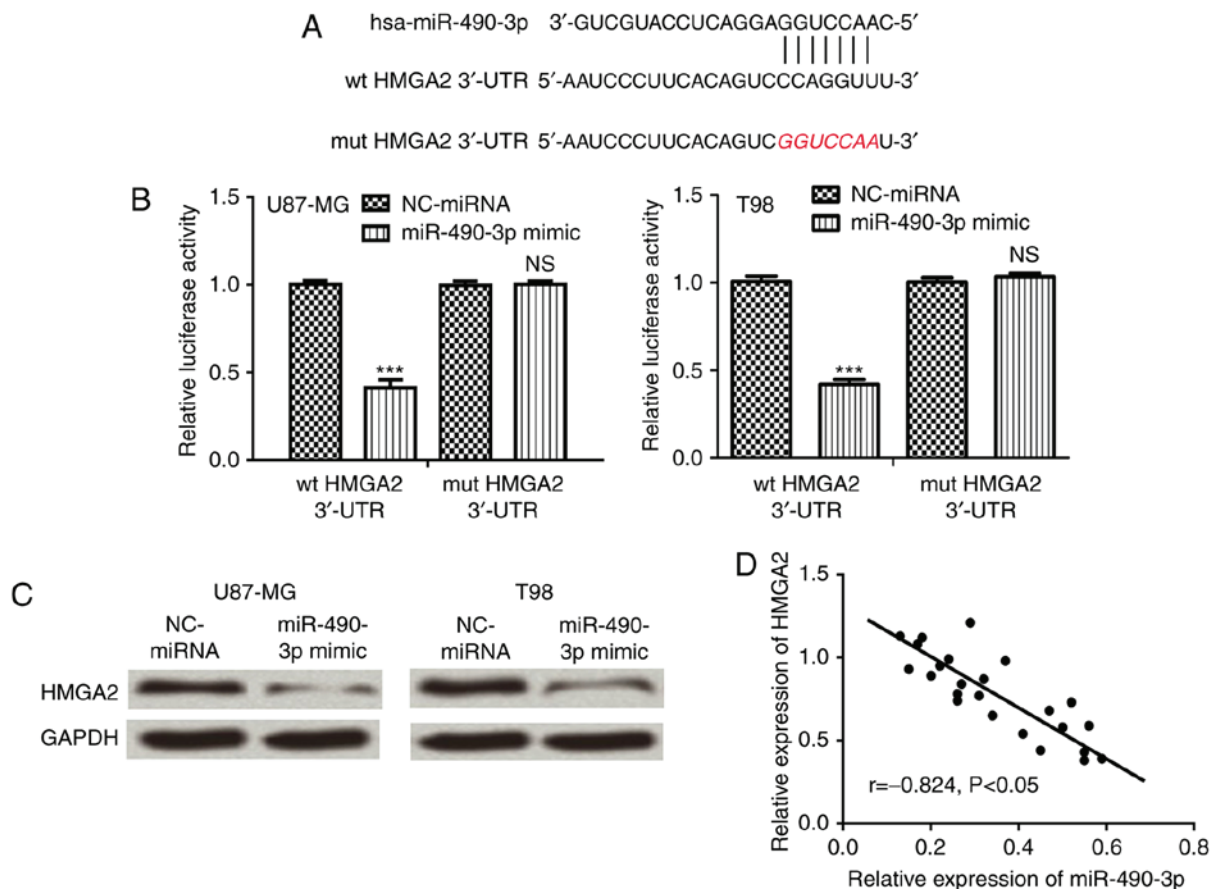 A
hsa-miR-490-3p 3′-GUCGUACCUCAGGAGGUCCAAC-5′
wt HMGA2 3′-UTR 5′-AAUCCCUUCACAGUCCCAGGUUU-3′
mut HMGA2 3′-UTR 5′-AAUCCCUUCACAGUCGGUCCAAU-3′
B
Relative luciferase activity
1.5
1.0
0.5
0.0
U87-MG
NC-miRNA
miR-490-3p mimic
***
NS
wt HMGA2
3′-UTR
mut HMGA2
3′-UTR
Relative luciferase activity
1.5
1.0
0.5
0.0
T98
NC-miRNA
miR-490-3p mimic
***
NS
wt HMGA2
3′-UTR
mut HMGA2
3′-UTR
C
U87-MG
T98
NC-
miRNA
miR-490-
3p mimic
NC-
miRNA
miR-490-
3p mimic
HMGA2
GAPDH
D
Relative expression of HMGA2
1.5
1.0
0.5
0.0
r=−0.824, P<0.05
0.0 0.2 0.4 0.6 0.8
Relative expression of miR-490-3p